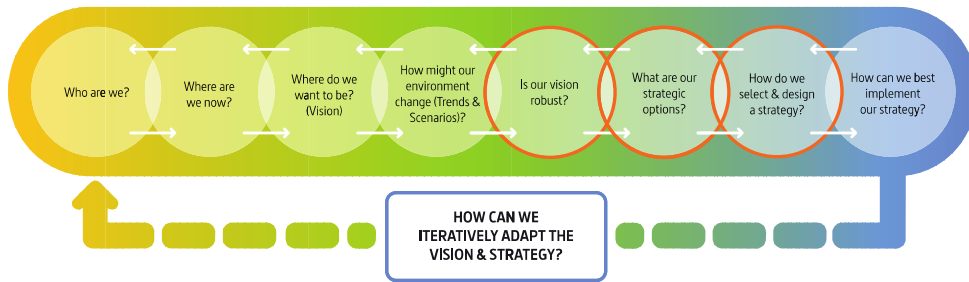 Who are we?
Where are
we now?
Where do we
want to be?
(Vision)
How might our
environment
change (Trends &
Scenarios)?
Is our vision
robust?
What are our
strategic
options?
How do we
select & design
a strategy?
How can we best
implement
our strategy?
HOW CAN WE
ITERATIVELY ADAPT THE
VISION & STRATEGY?